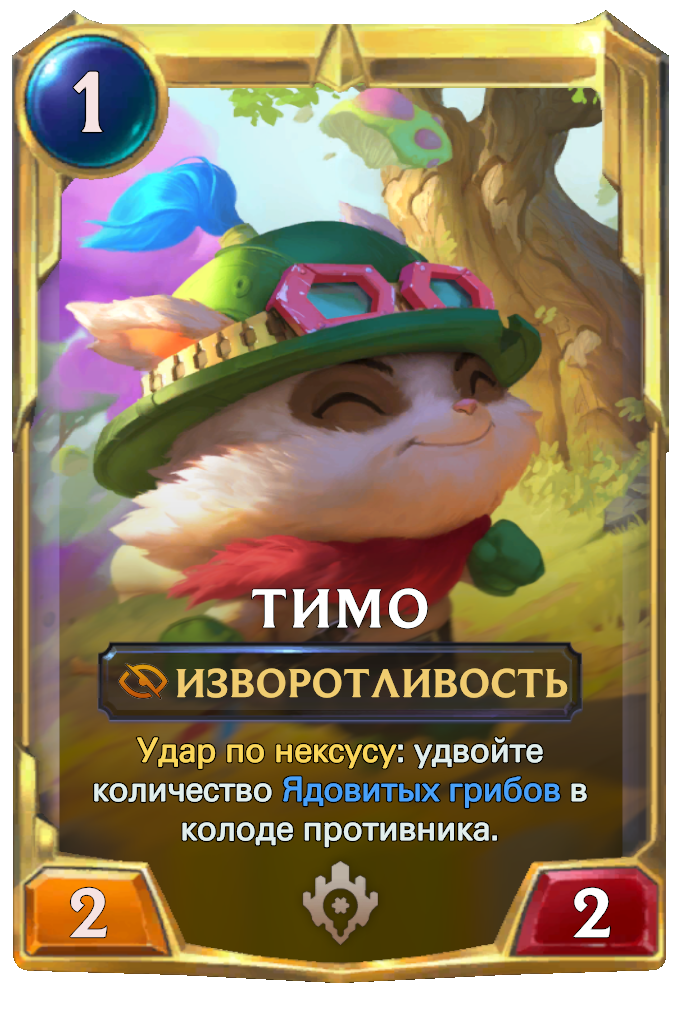 1
ТИМО
ИЗВОРОТЛИВОСТЬ
Удар по нексусу: удвойте
количество Ядовитых грибов в
колоде противника.
2
2